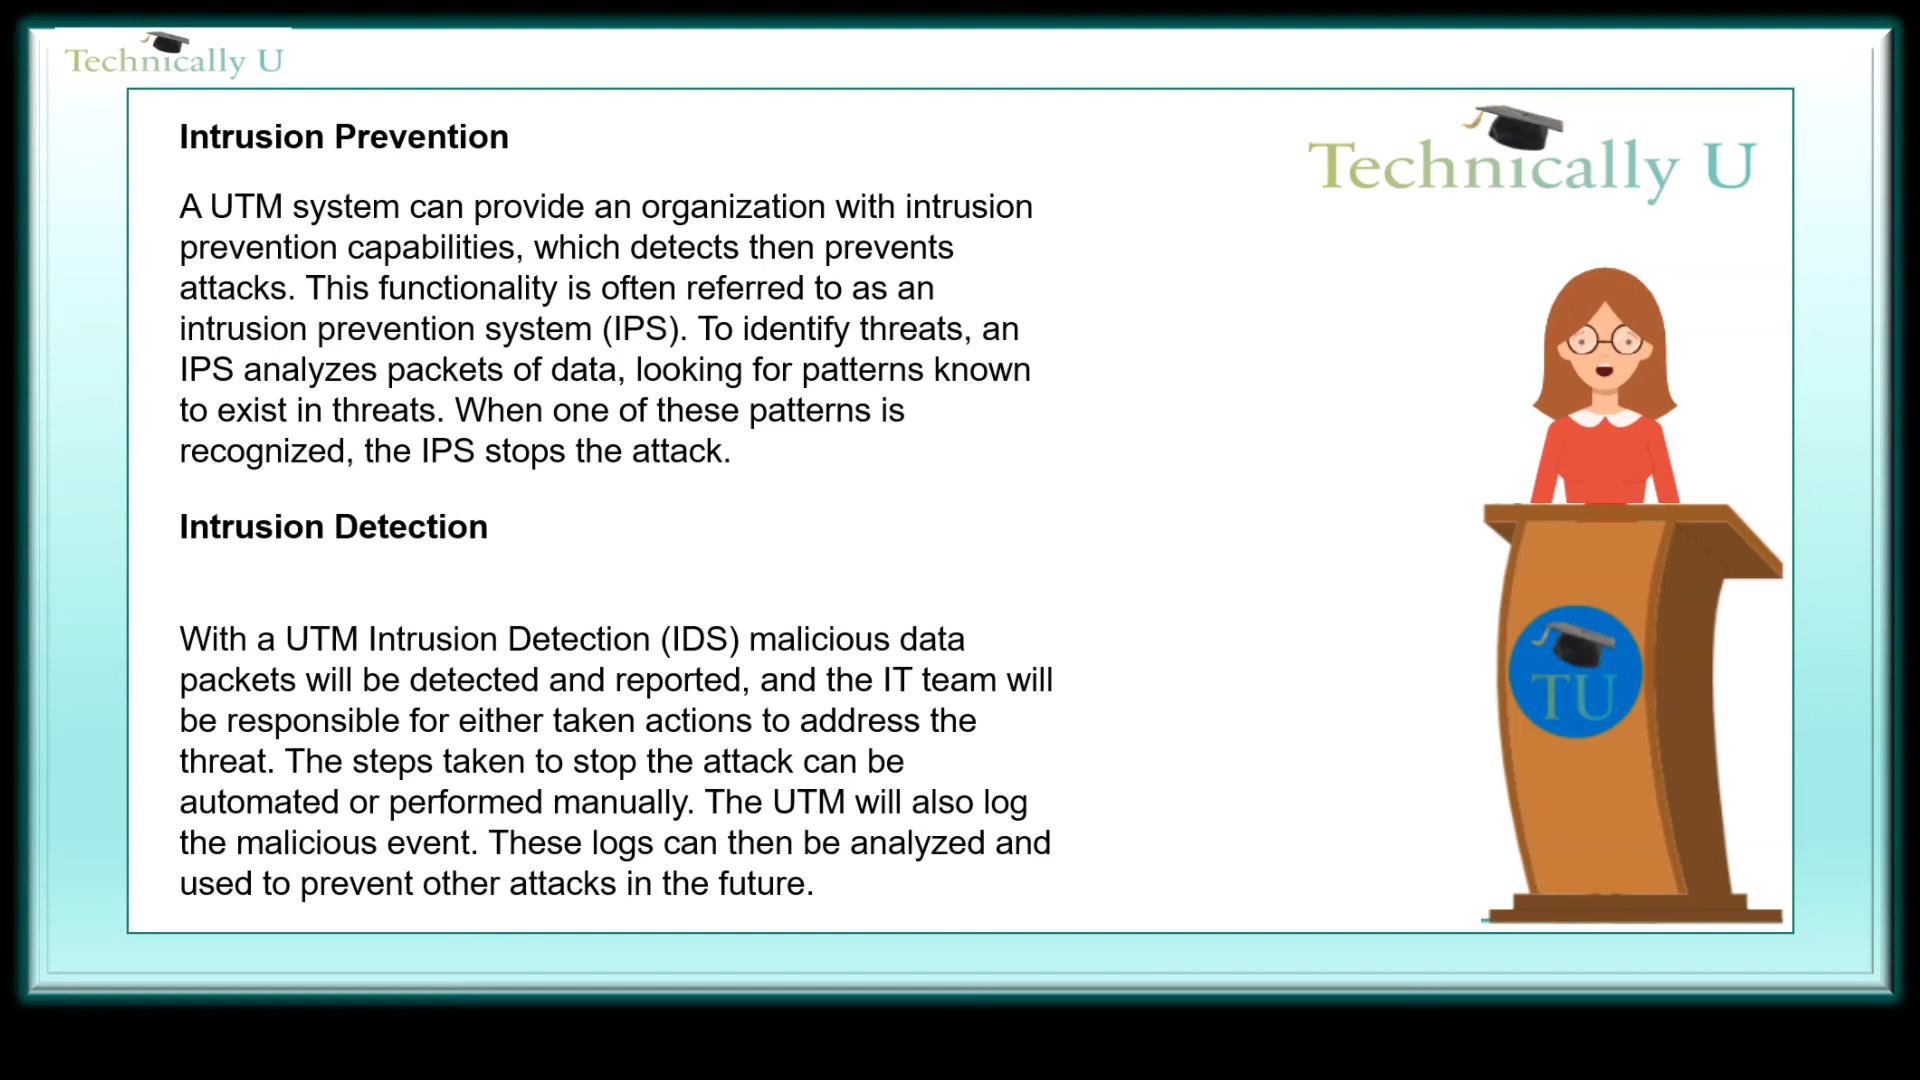 Technically U
Technically U
Intrusion Prevention
A UTM system can provide an organization with intrusion
prevention capabilities, which detects then prevents
attacks. This functionality is often referred to as an
intrusion prevention system (IPS). To identify threats, an
IPS analyzes packets of data, looking for patterns known
to exist in threats. When one of these patterns is
recognized, the IPS stops the attack.
Intrusion Detection
With a UTM Intrusion Detection (IDS) malicious data
packets will be detected and reported, and the IT team will
be responsible for either taken actions to address the
threat. The steps taken to stop the attack can be
automated or performed manually. The UTM will also log
the malicious event. These logs can then be analyzed and
used to prevent other attacks in the future.
TU